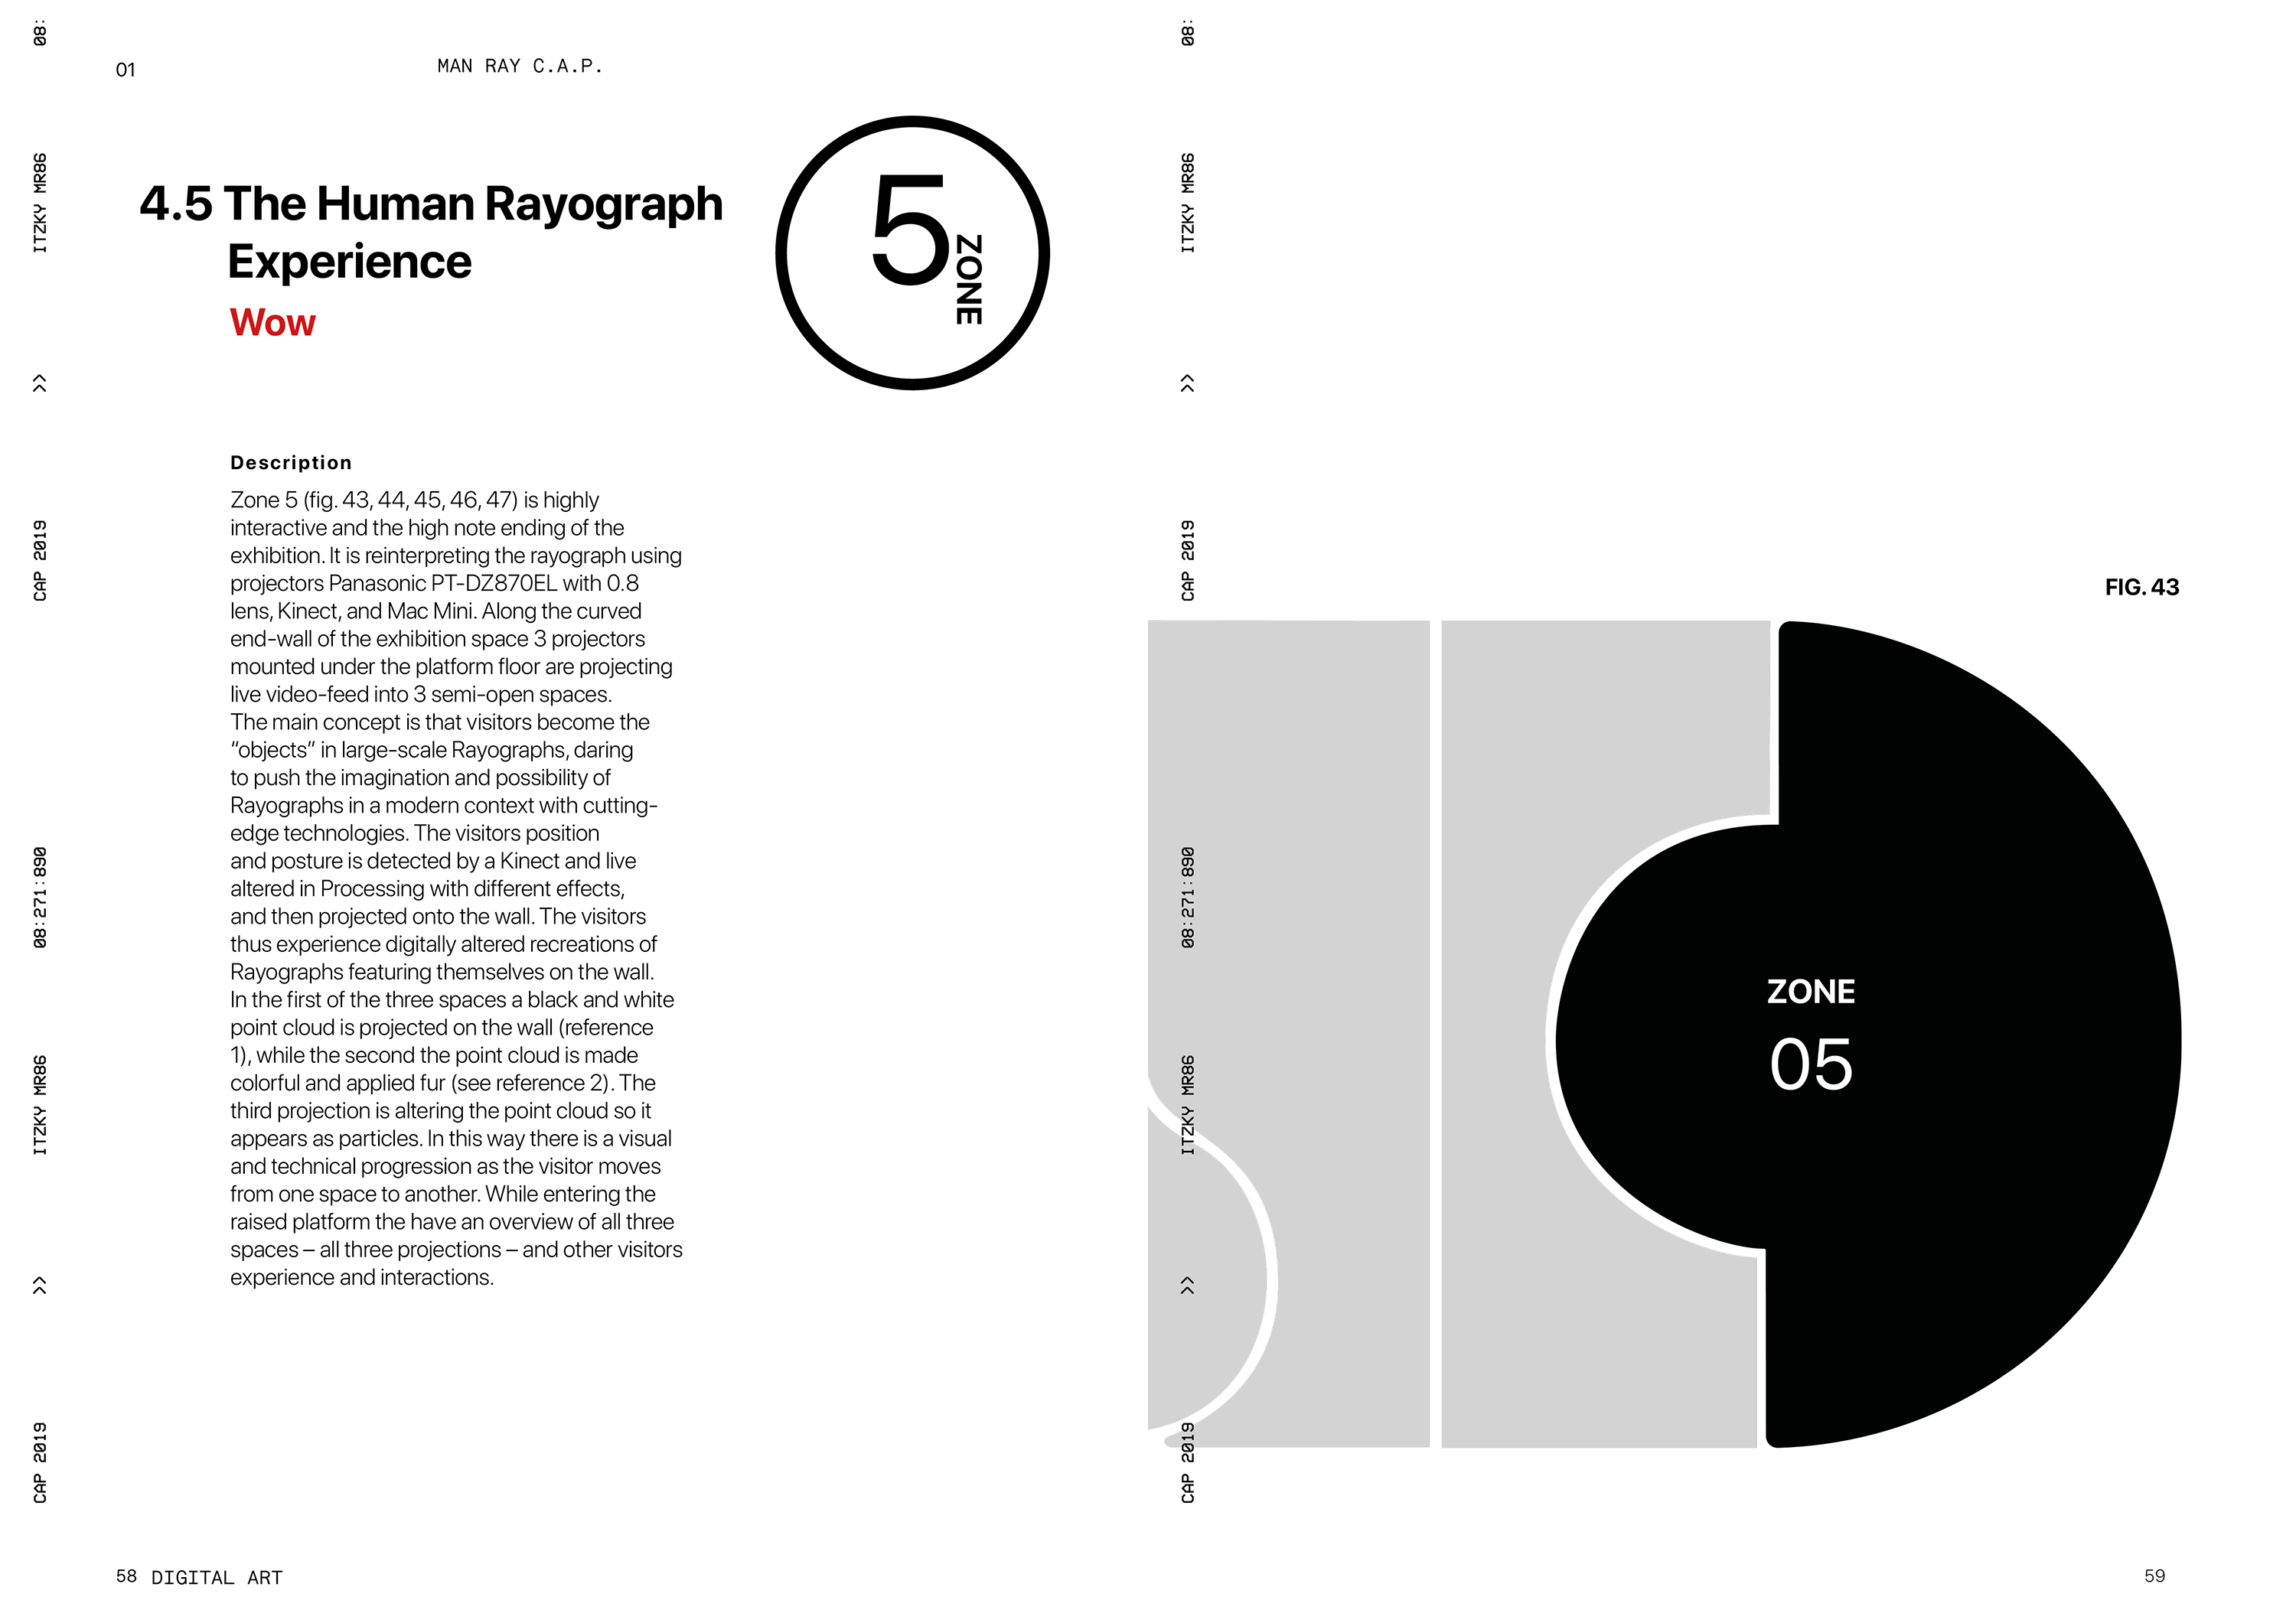 01
MAN RAY C.A.P.
4.5 The Human Rayograph
Experience
Wow
5
ZONE
Description
Zone 5 (fig. 43, 44, 45, 46, 47) is highly
interactive and the high note ending of the
exhibition. It is reinterpreting the rayograph using
projectors Panasonic PT-DZ870EL with 0.8
lens, Kinect, and Mac Mini. Along the curved
end-wall of the exhibition space 3 projectors
mounted under the platform floor are projecting
live video-feed into 3 semi-open spaces.
The main concept is that visitors become the
“objects” in large-scale Rayographs, daring
to push the imagination and possibility of
Rayographs in a modern context with cutting-
edge technologies. The visitors position
and posture is detected by a Kinect and live
altered in Processing with different effects,
and then projected onto the wall. The visitors
thus experience digitally altered recreations of
Rayographs featuring themselves on the wall.
In the first of the three spaces a black and white
point cloud is projected on the wall (reference
1), while the second the point cloud is made
colorful and applied fur (see reference 2). The
third projection is altering the point cloud so it
appears as particles. In this way there is a visual
and technical progression as the visitor moves
from one space to another. While entering the
raised platform the have an overview of all three
spaces – all three projections – and other visitors
experience and interactions.
58 DIGITAL ART
08:
ITZKY MR86
>>
CAP 2019
08:271:890
ITZKY MR86
>>
CAP 2019
08:
ITZKY MR86
>>
CAP 2019
08:271:890
ITZKY MR86
>>
CAP 2019
FIG. 43
ZONE
05
59